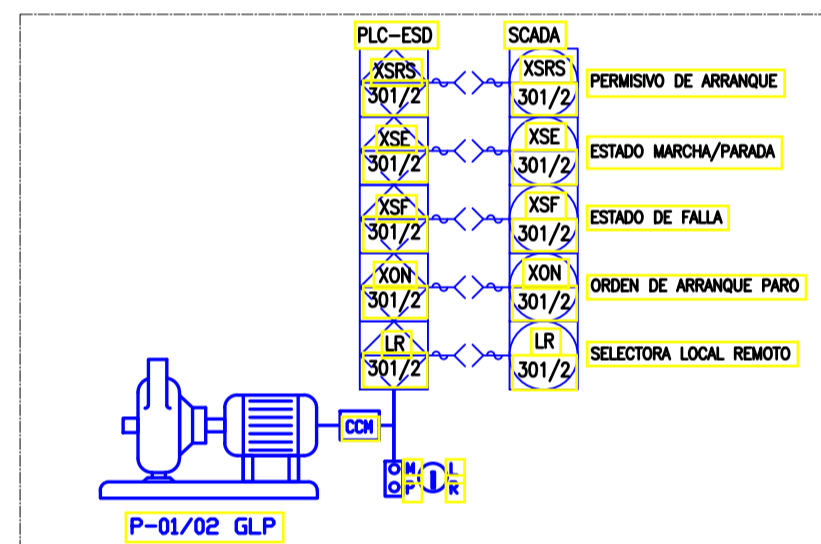 PLC-ESD SCADA
XSRS XSRS
301/2 301/2 PERMISIVO DE ARRANQUE
XSE XSE
301/2 301/2 ESTADO MARCHA/PARADA
XSF XSF
301/2 301/2 ESTADO DE FALLA
XON XON
301/2 301/2 ORDEN DE ARRANQUE PARO
LR LR
301/2 301/2 SELECTORA LOCAL REMOTO
CCM
M L
P R
P-01/02 GLP